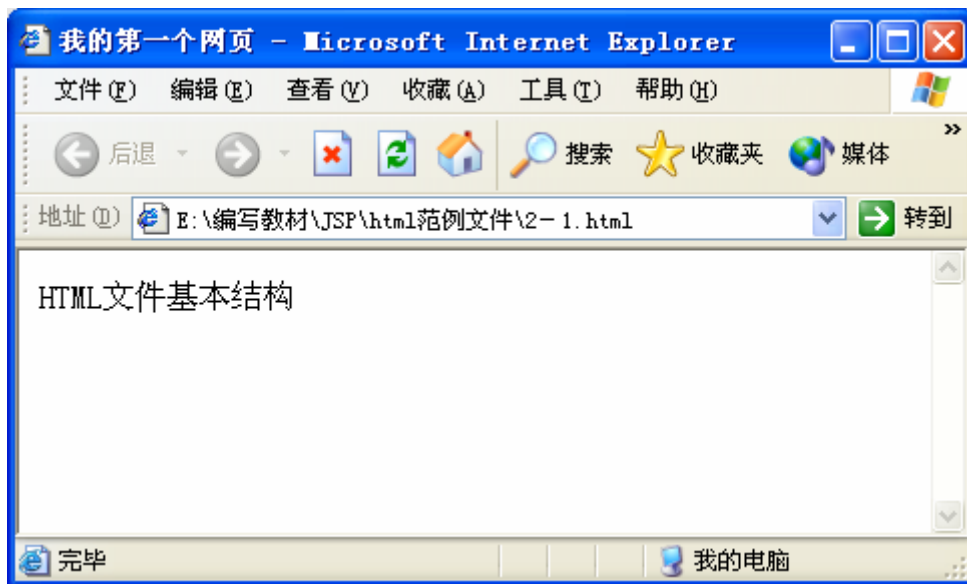 我的第一个网页 - Microsoft Internet Explorer
文件(F) 编辑(E) 查看(V) 收藏(A) 工具(T) 帮助(H)
后退 搜索 收藏夹 媒体 »
地址(D) E:\编写教材\JSP\html范例文件\2-1.html 转到
HTML文件基本结构
完毕 我的电脑